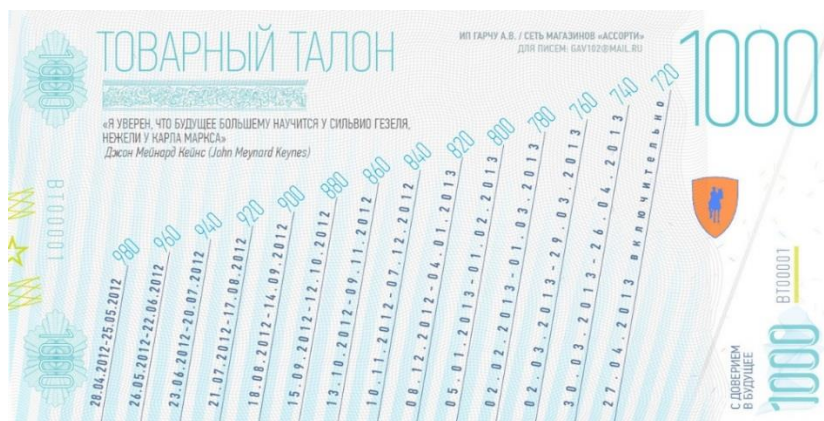 ТОВАРНЫЙ ТАЛОН
ИП ГАРЧУ А.В. / СЕТЬ МАГАЗИНОВ «АССОРТИ»
ДЛЯ ПИСЕМ: GAV102@MAIL.RU
1000
«Я УВЕРЕН, ЧТО БУДУЩЕЕ БОЛЬШЕМУ НАУЧИТСЯ У СИЛЬВИО ГЕЗЕЛЯ,
НЕЖЕЛИ У КАРЛА МАРКСА»
Джон Мейнард Кейнс (John Meynard Keynes)
ВТ00001
28.04.2012-25.05.2012 980
26.05.2012-22.06.2012 960
23.06.2012-20.07.2012 940
21.07.2012-17.08.2012 920
18.08.2012-14.09.2012 900
15.09.2012-12.10.2012 880
13.10.2012-09.11.2012 860
10.11.2012-07.12.2012 840
08.12.2012-04.01.2013 820
05.01.2013-01.02.2013 800
02.02.2013-01.03.2013 780
02.03.2013-29.03.2013 760
30.03.2013-26.04.2013 740
27.04.2013 включительно 720
ВТ00001
С ДОВЕРИЕМ
В БУДУЩЕЕ
1000